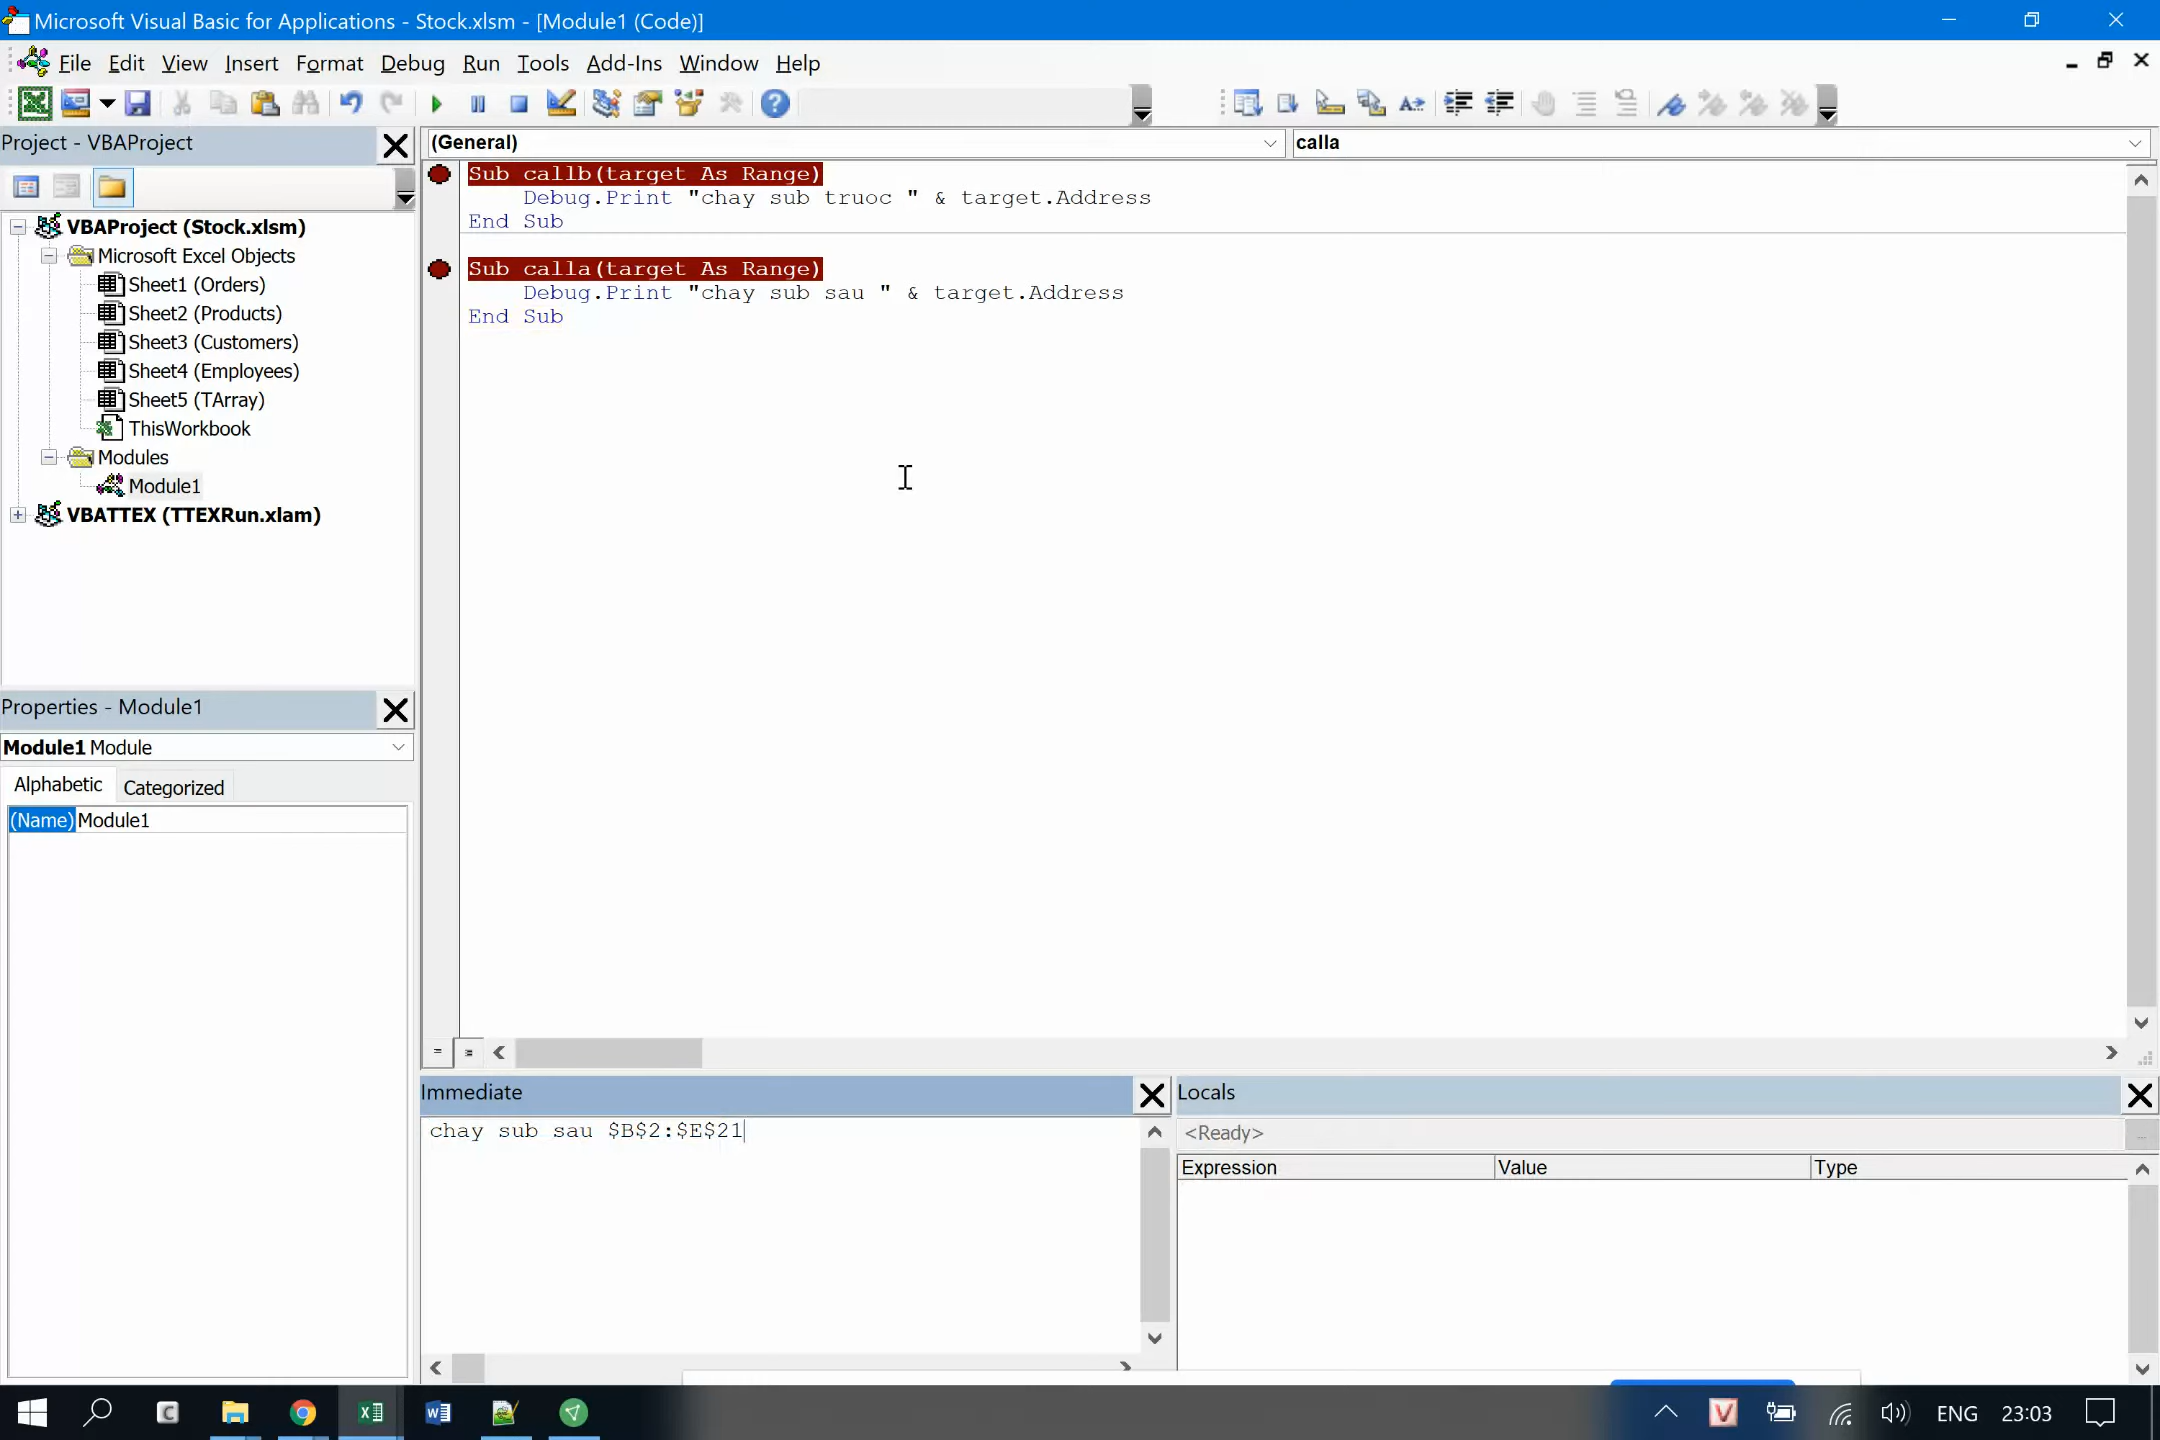 Microsoft Visual Basic for Applications - Stock.xlsm - [Module1 (Code)]
File Edit View Insert Format Debug Run Tools Add-Ins Window Help
Project - VBAProject
(General)
calla
VBAProject (Stock.xlsm)
Microsoft Excel Objects
Sheet1 (Orders)
Sheet2 (Products)
Sheet3 (Customers)
Sheet4 (Employees)
Sheet5 (TArray)
ThisWorkbook
Modules
Module1
VBATTEX (TTEXRun.xlam)
Sub callb(target As Range)
Debug.Print "chay sub truoc " & target.Address
End Sub
Sub calla(target As Range)
Debug.Print "chay sub sau " & target.Address
End Sub
Properties - Module1
Module1 Module
Alphabetic Categorized
(Name) Module1
Immediate
chay sub sau $B$2:$E$21
Locals
<Ready>
Expression Value Type
ENG 23:03